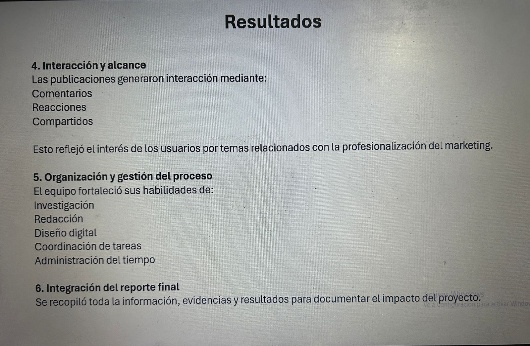 Resultados
4. Interacción y alcance
Las publicaciones generaron interacción mediante:
Comentarios
Reacciones
Compartidos
Esto reflejó el interés de los usuarios por temas relacionados con la profesionalización del marketing.
5. Organización y gestión del proceso
El equipo fortaleció sus habilidades de:
Investigación
Redacción
Diseño digital
Coordinación de tareas
Administración del tiempo
6. Integración del reporte final
Se recopiló toda la información, evidencias y resultados para documentar el impacto del proyecto.